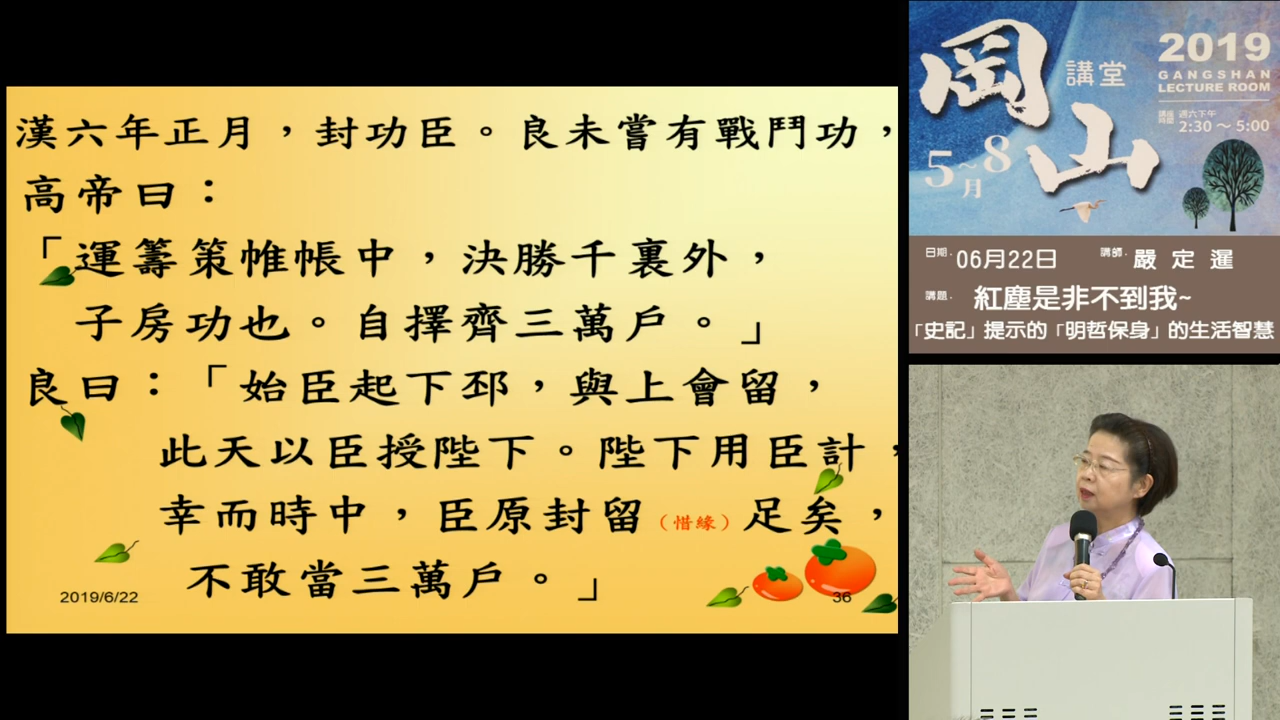 漢六年正月，封功臣。良未嘗有戰鬥功，
高帝曰：
「運籌策帷帳中，決勝千裏外，
子房功也。自擇齊三萬戶。」
良曰：「始臣起下邳，與上會留，
此天以臣授陛下。陛下用臣計，
幸而時中，臣原封留（惜緣）足矣，
不敢當三萬戶。」
2019/6/22
36
岡山
講堂
2019
GANGSHAN
LECTURE ROOM
講座時間 週六下午
2:30～5:00
5~8月
日期. 06月22日 講師. 嚴定暹
講題. 紅塵是非不到我~
「史記」提示的「明哲保身」的生活智慧